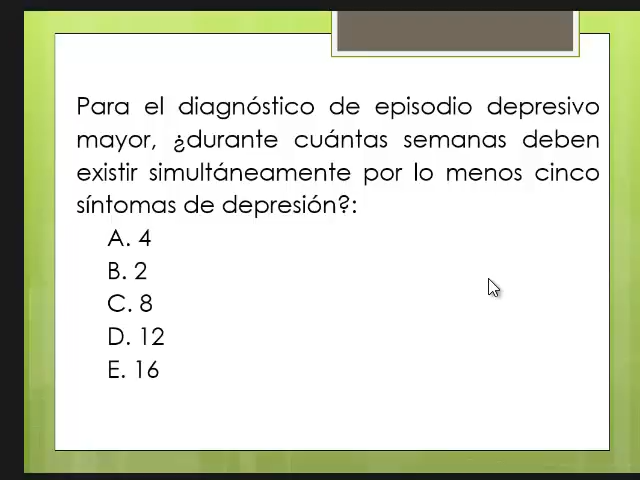 Para el diagnóstico de episodio depresivo
mayor, ¿durante cuántas semanas deben
existir simultáneamente por lo menos cinco
síntomas de depresión?:
A. 4
B. 2
C. 8
D. 12
E. 16